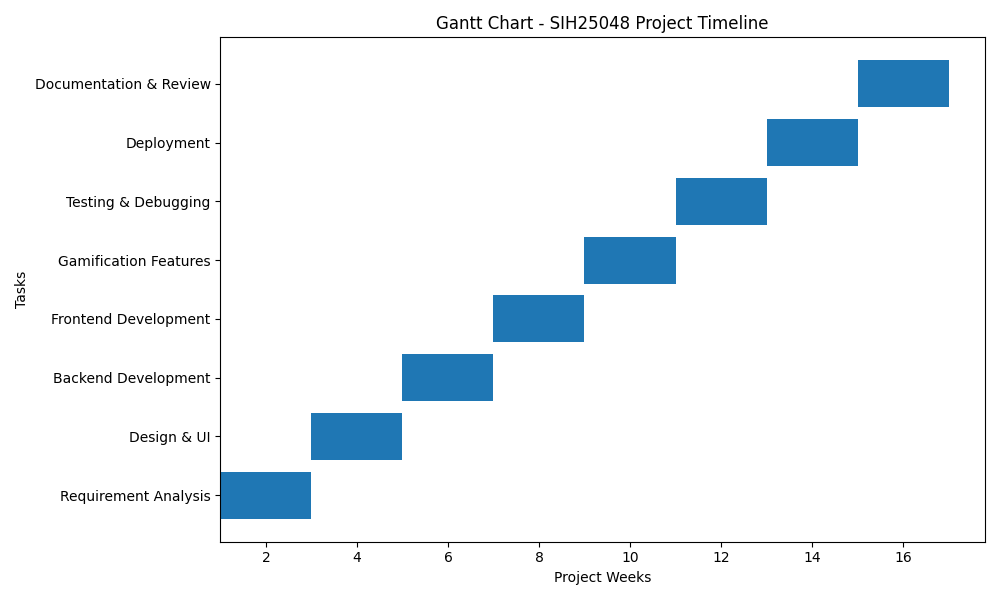 Gantt Chart - SIH25048 Project Timeline
Documentation & Review
Deployment
Testing & Debugging
Gamification Features
Frontend Development
Backend Development
Design & UI
Requirement Analysis
Tasks
2 4 6 8 10 12 14 16
Project Weeks